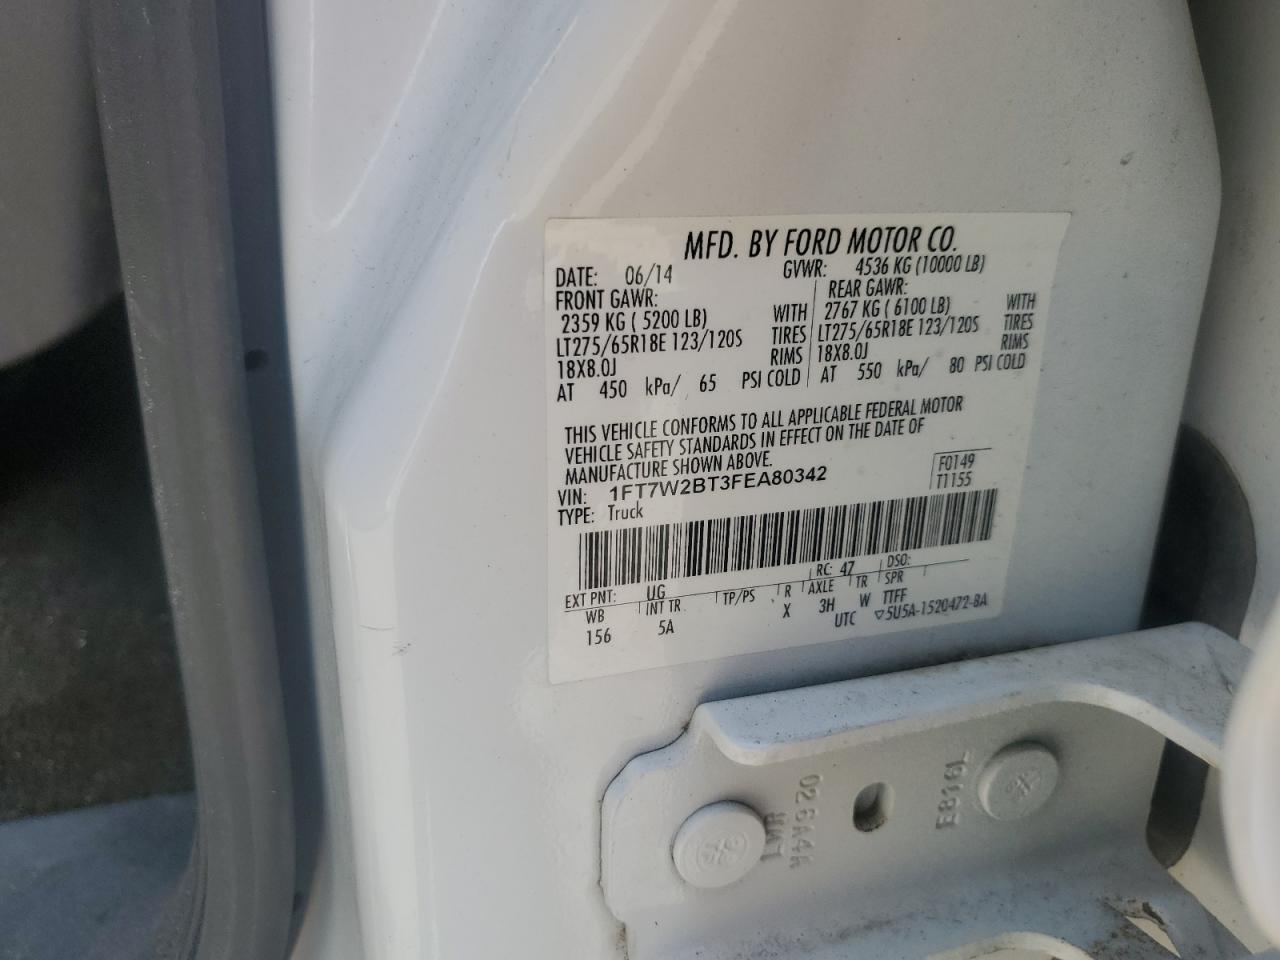 MFD. BY FORD MOTOR CO.
DATE: 06/14 GVWR: 4536 KG (10000 LB)
FRONT GAWR: REAR GAWR:
2359 KG ( 5200 LB) WITH 2767 KG ( 6100 LB) WITH
LT275/65R18E 123/120S TIRES LT275/65R18E 123/120S TIRES
18X8.0J RIMS 18X8.0J RIMS
AT 450 kPa/ 65 PSI COLD AT 550 kPa/ 80 PSI COLD
THIS VEHICLE CONFORMS TO ALL APPLICABLE FEDERAL MOTOR
VEHICLE SAFETY STANDARDS IN EFFECT ON THE DATE OF
MANUFACTURE SHOWN ABOVE.
VIN: 1FT7W2BT3FEA80342 F0149
TYPE: Truck T1155
EXT PNT: UG RC: 47 DSO:
WB INT TR TP/PS R AXLE TR SPR
156 5A X 3H W TTFF
UTC ▽5U5A-1520472-BA
026A4A
LWR
E816L